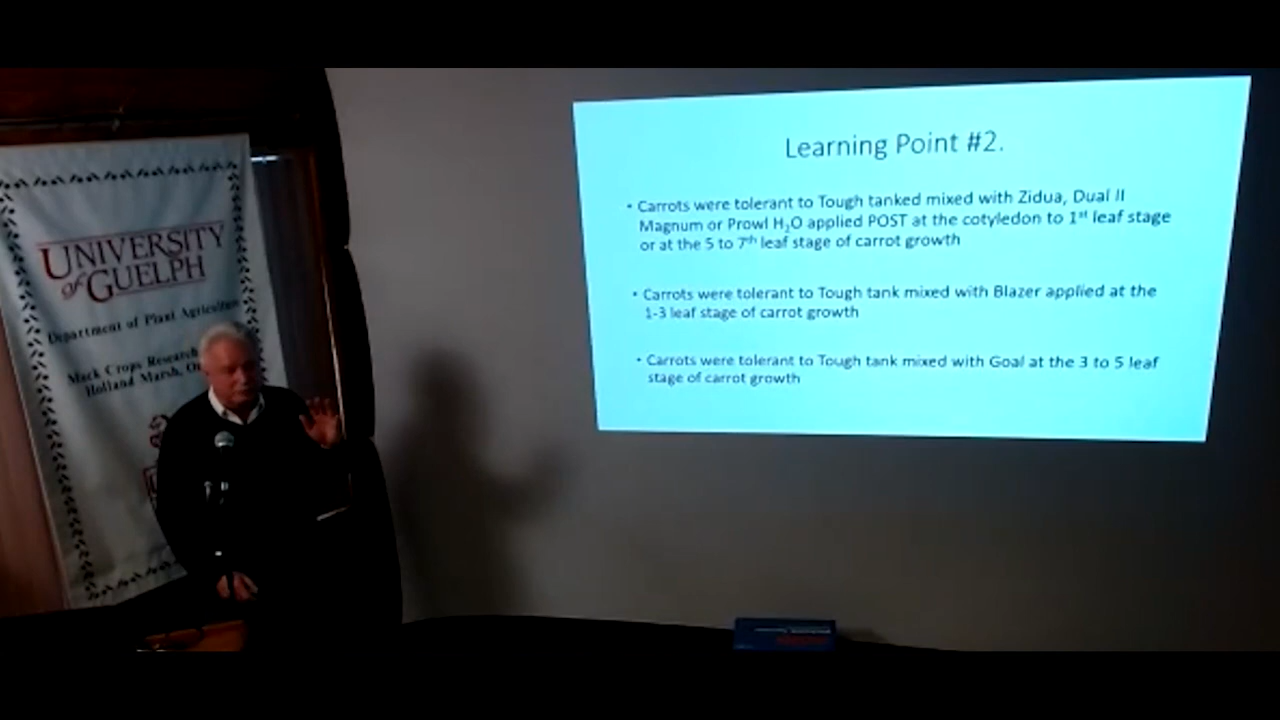 UNIVERSITY
of GUELPH
Department of Plant Agriculture
Muck Crops Research
Holland Marsh,
Learning Point #2.
• Carrots were tolerant to Tough tanked mixed with Zidua, Dual II
Magnum or Prowl H₂O applied POST at the cotyledon to 1ˢᵗ leaf stage
or at the 5 to 7ᵗʰ leaf stage of carrot growth
• Carrots were tolerant to Tough tank mixed with Blazer applied at the
1-3 leaf stage of carrot growth
• Carrots were tolerant to Tough tank mixed with Goal at the 3 to 5 leaf
stage of carrot growth